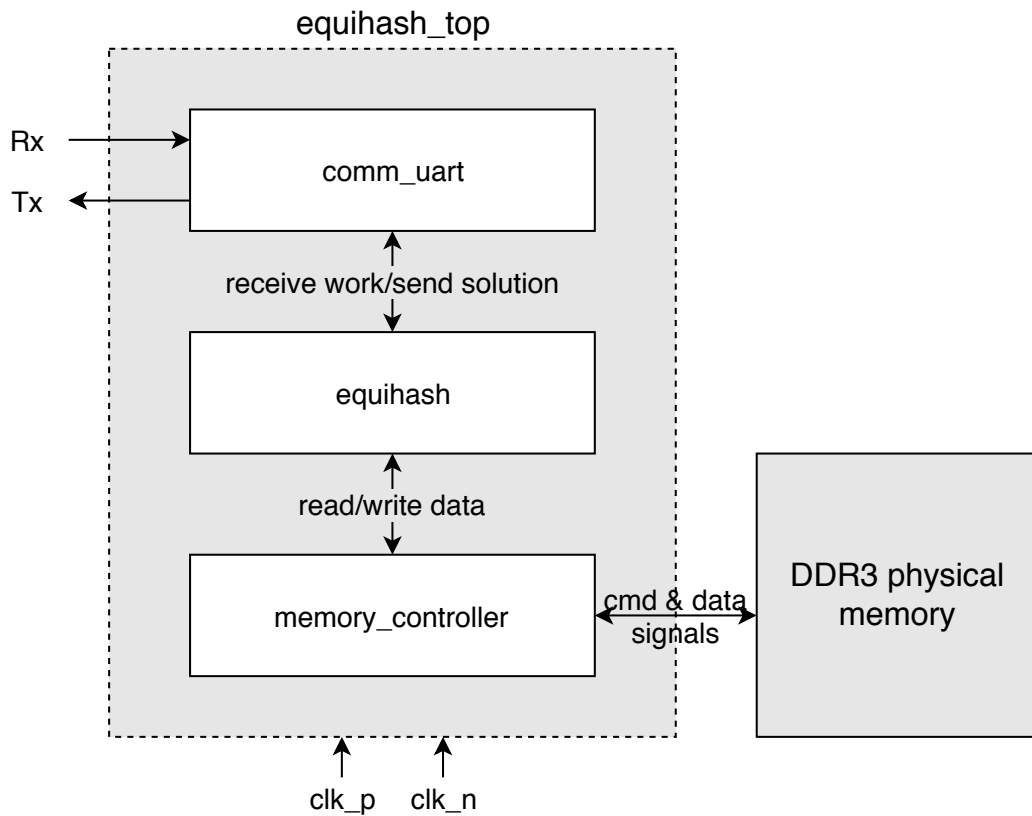 equihash_top
Rx
comm_uart
Tx
receive work/send solution
equihash
read/write data
memory_controller
cmd & data
signals
DDR3 physical
memory
clk_p
clk_n